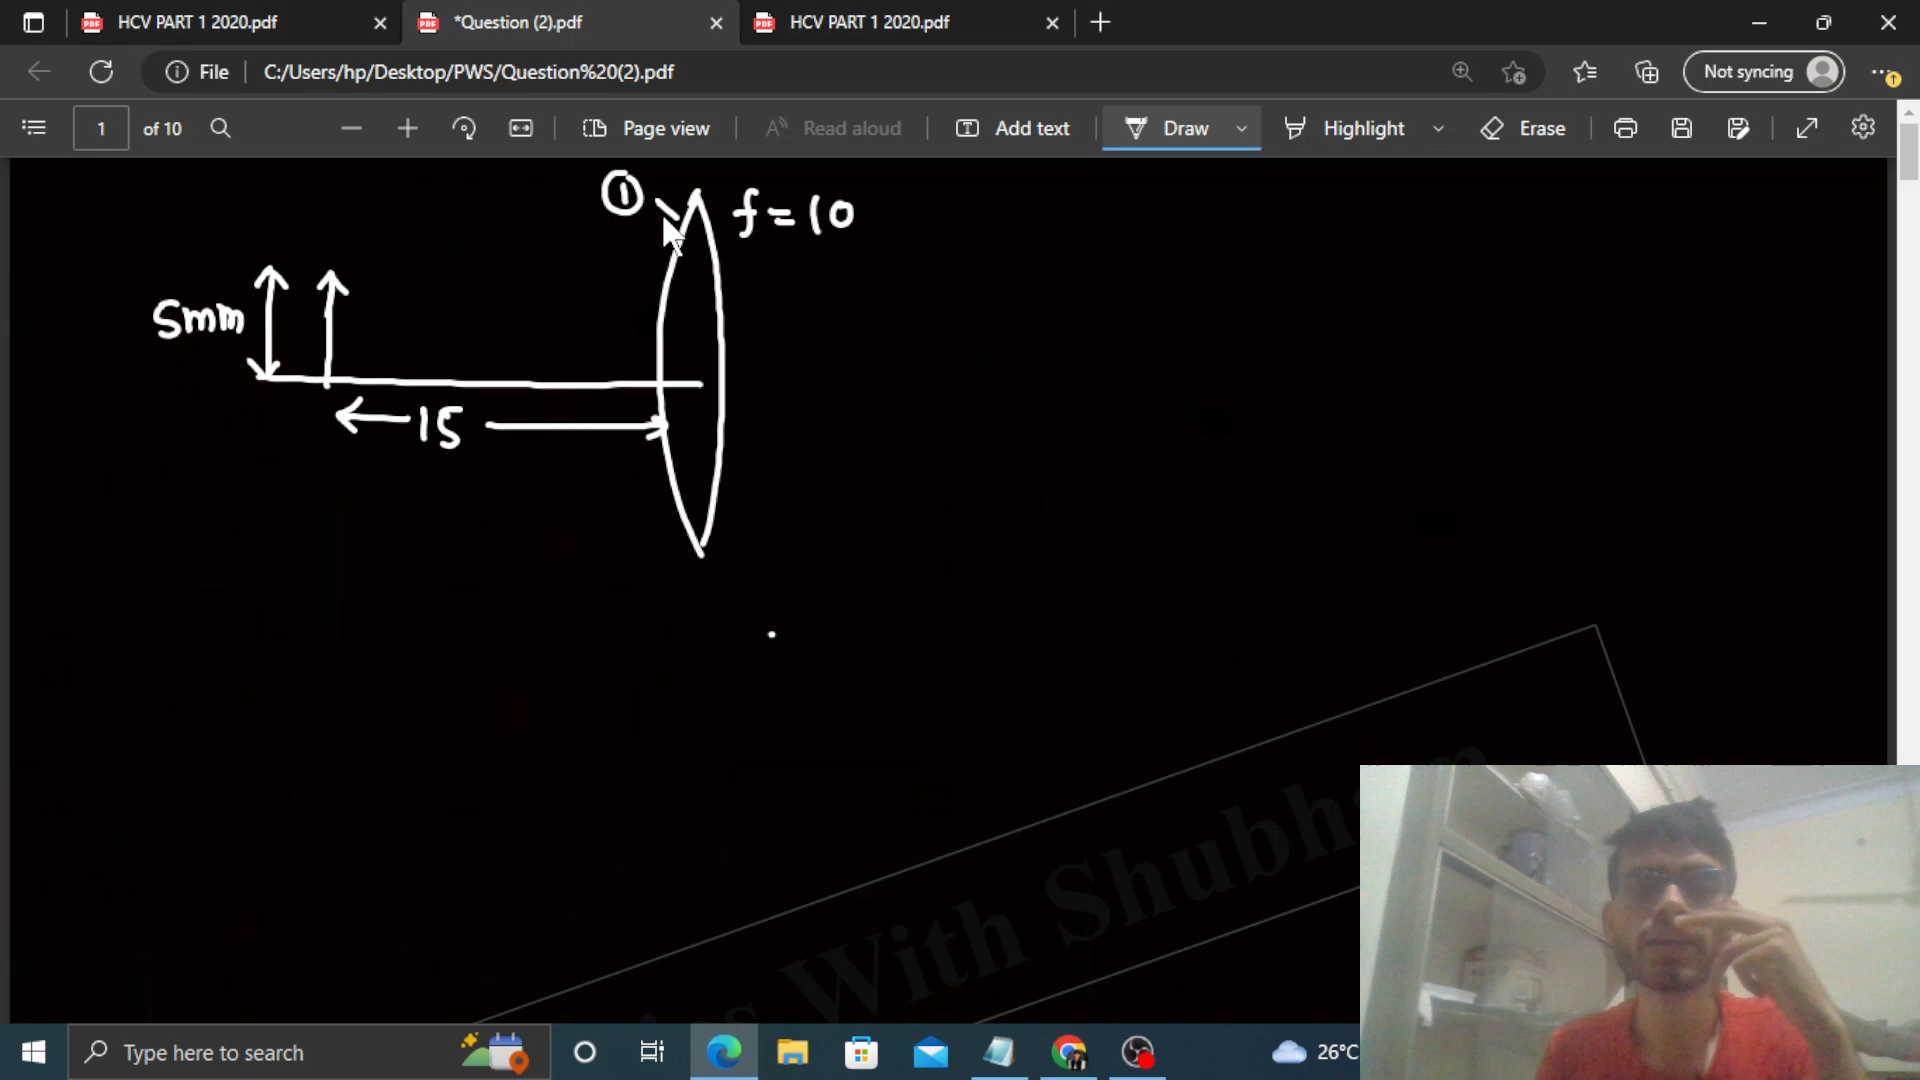 HCV PART 1 2020.pdf
*Question (2).pdf
HCV PART 1 2020.pdf
File
C:/Users/hp/Desktop/PWS/Question%20(2).pdf
Not syncing
1
of 10
Page view
Read aloud
Add text
Draw
Highlight
Erase
①
f = 10
5mm
15
With Shubham
Type here to search
26°C